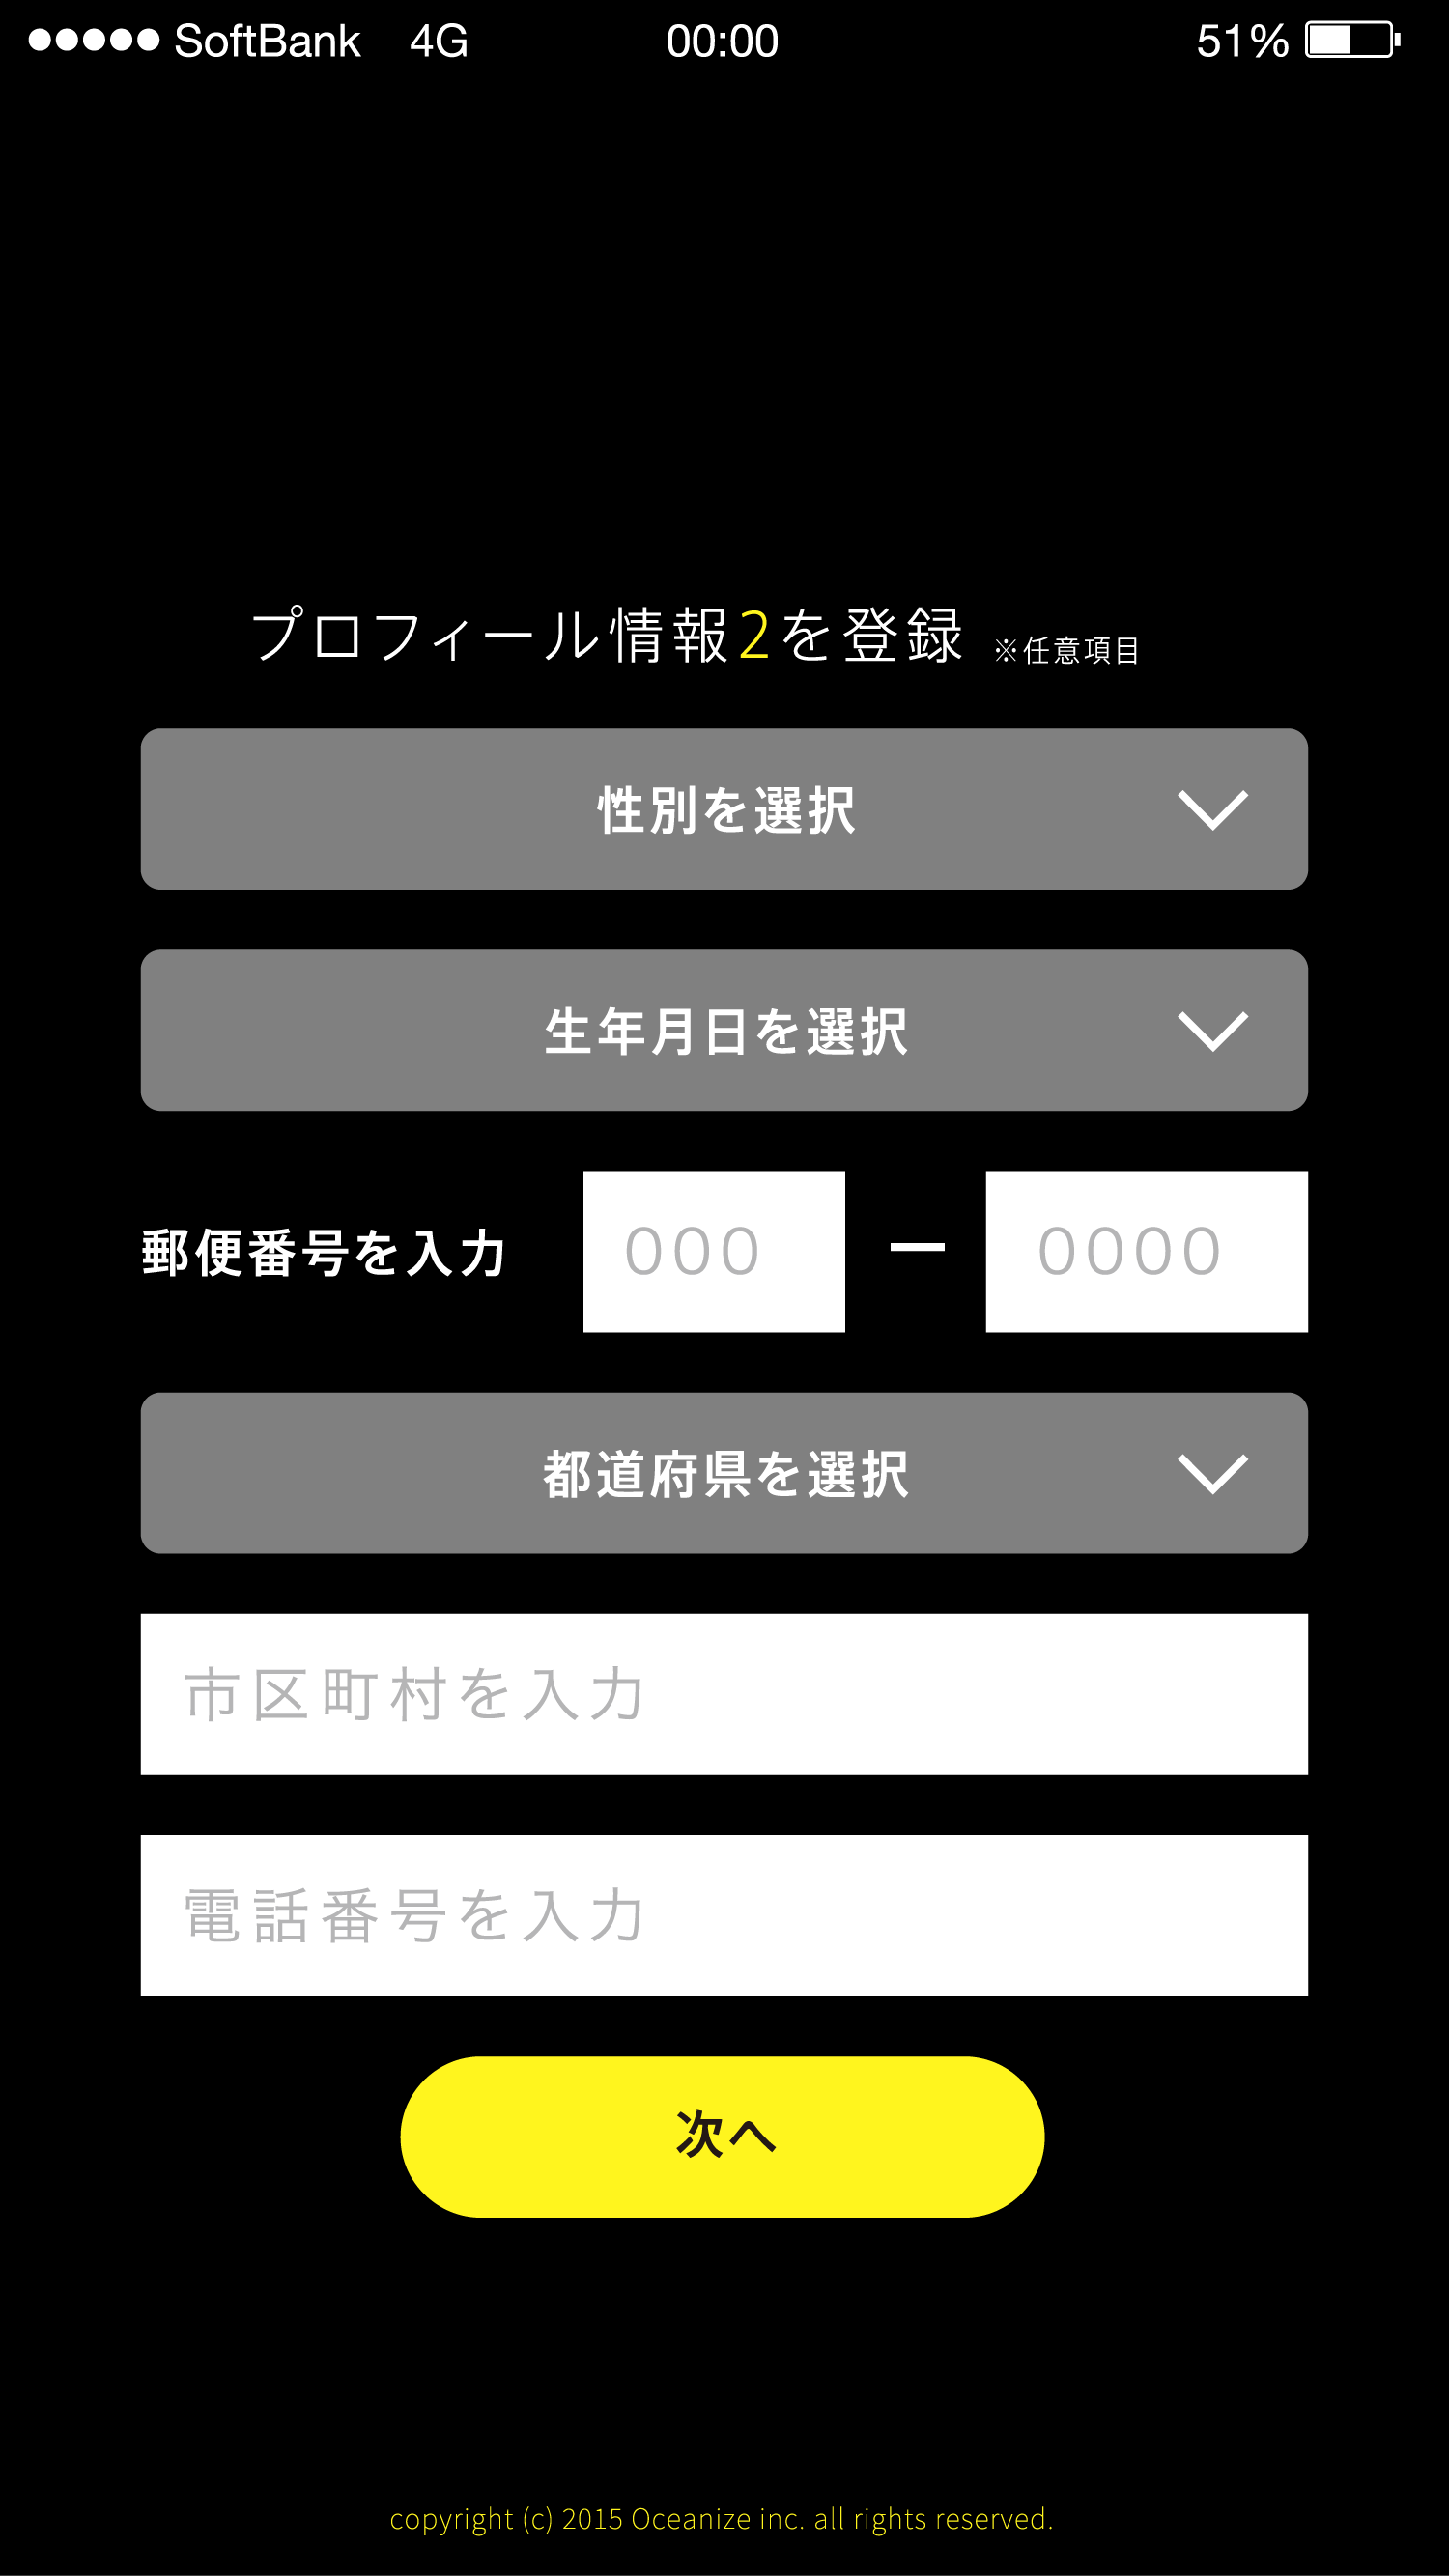 SoftBank 4G 00:00 51%
プロフィール情報2を登録 ※任意項目
性別を選択
生年月日を選択
郵便番号を入力 000 ー 0000
都道府県を選択
市区町村を入力
電話番号を入力
次へ
copyright (c) 2015 Oceanize inc. all rights reserved.